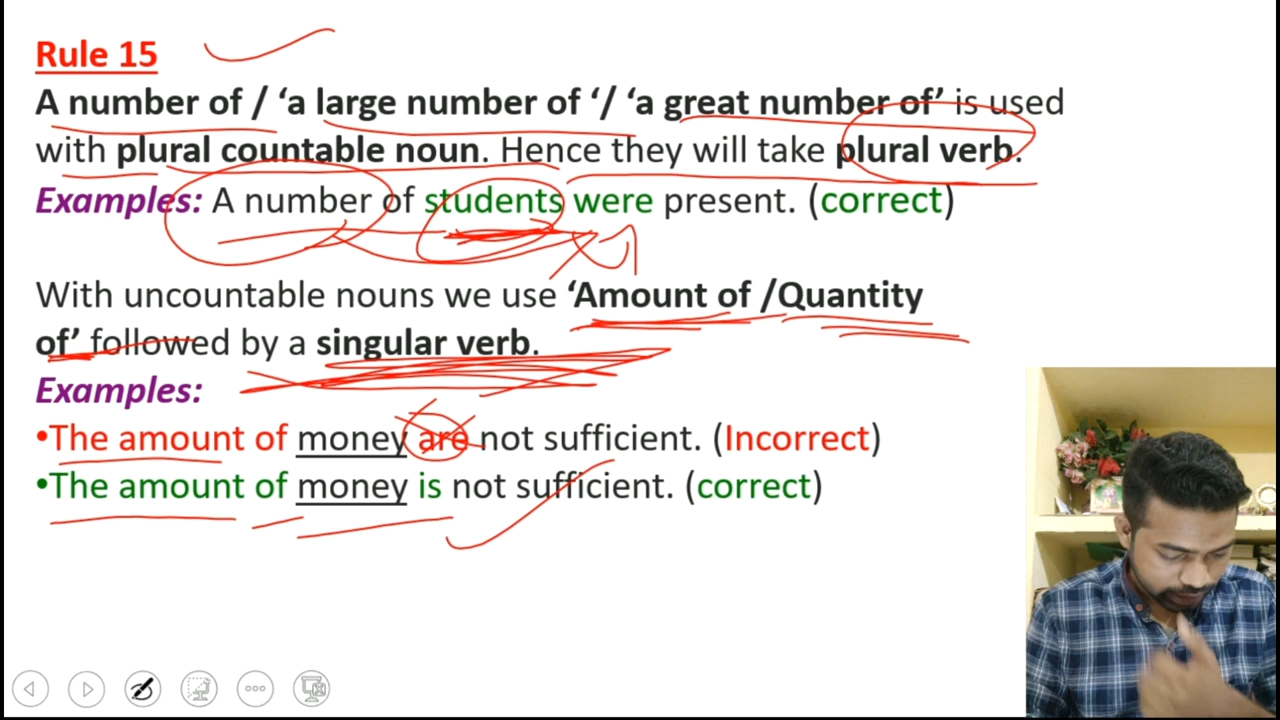 Rule 15
A number of / ‘a large number of ‘/ ‘a great number of’ is used
with plural countable noun. Hence they will take plural verb.
Examples: A number of students were present. (correct)
With uncountable nouns we use ‘Amount of /Quantity
of’ followed by a singular verb.
Examples:
•The amount of money are not sufficient. (Incorrect)
•The amount of money is not sufficient. (correct)